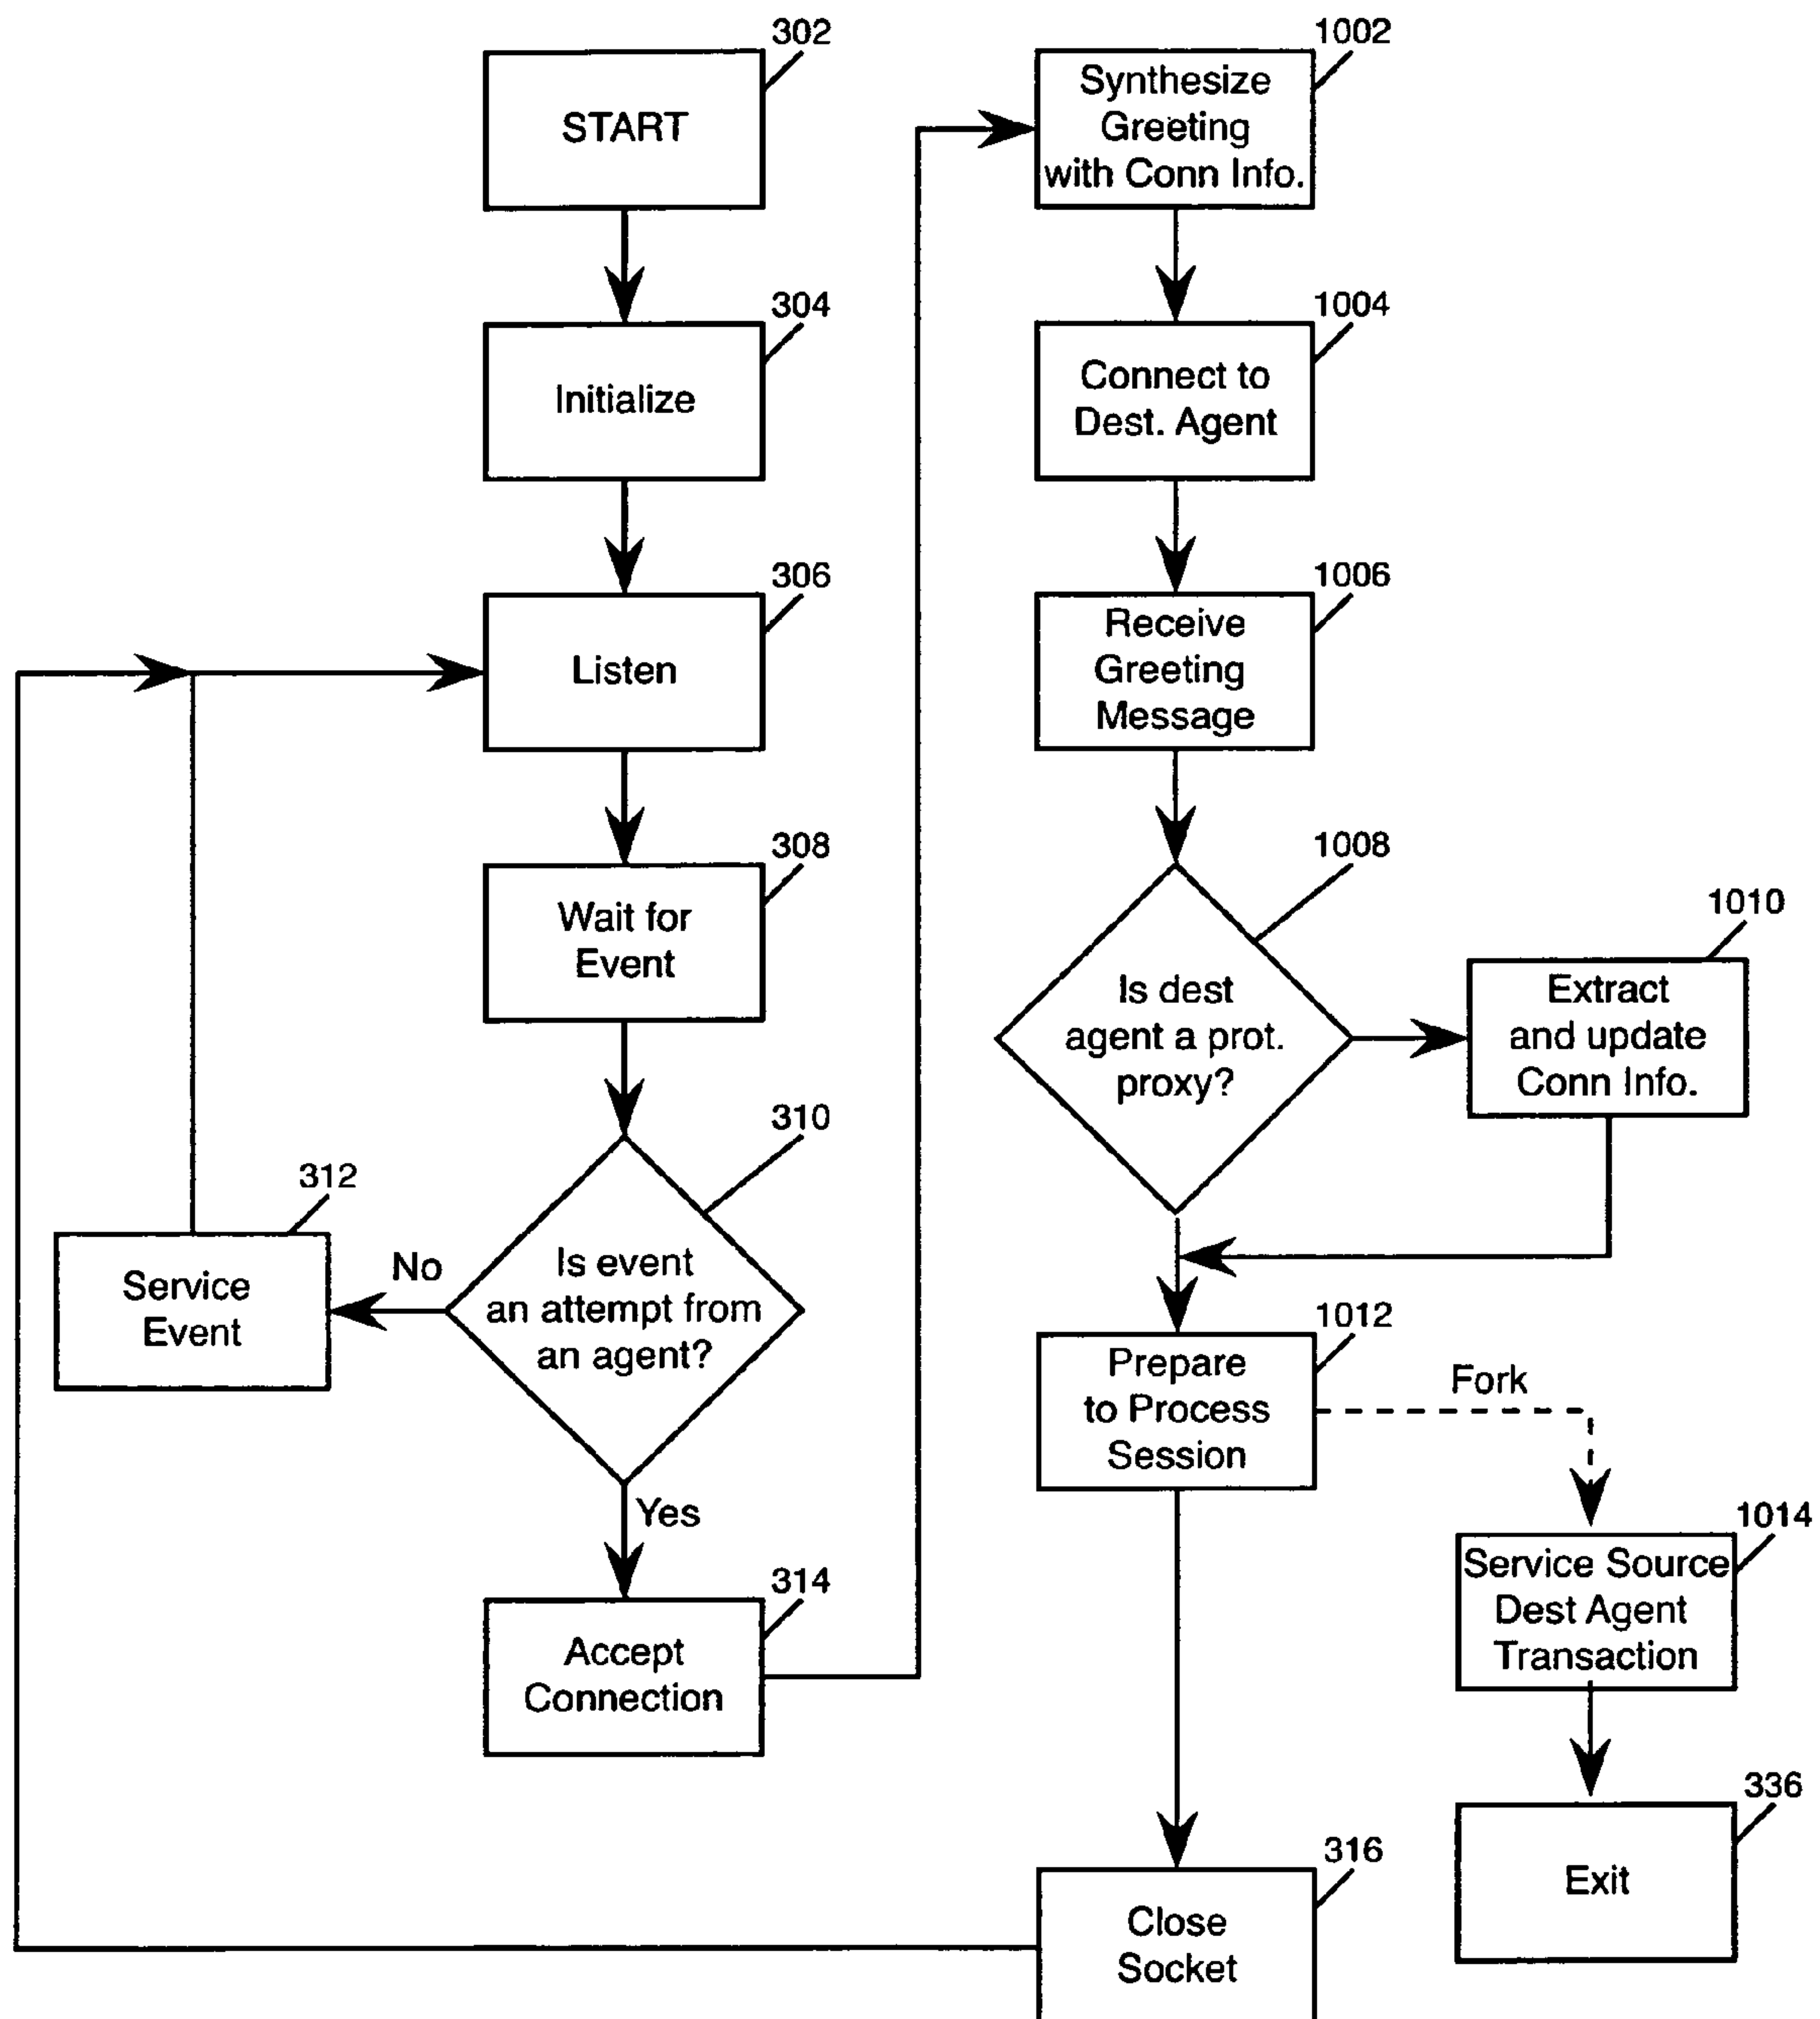 302
START
304
Initialize
306
Listen
308
Wait for
Event
310
Is event
an attempt from
an agent?
No
312
Service
Event
Yes
314
Accept
Connection
1002
Synthesize
Greeting
with Conn Info.
1004
Connect to
Dest. Agent
1006
Receive
Greeting
Message
1008
Is dest
agent a prot.
proxy?
1010
Extract
and update
Conn Info.
1012
Prepare
to Process
Session
Fork
1014
Service Source
Dest Agent
Transaction
336
Exit
316
Close
Socket